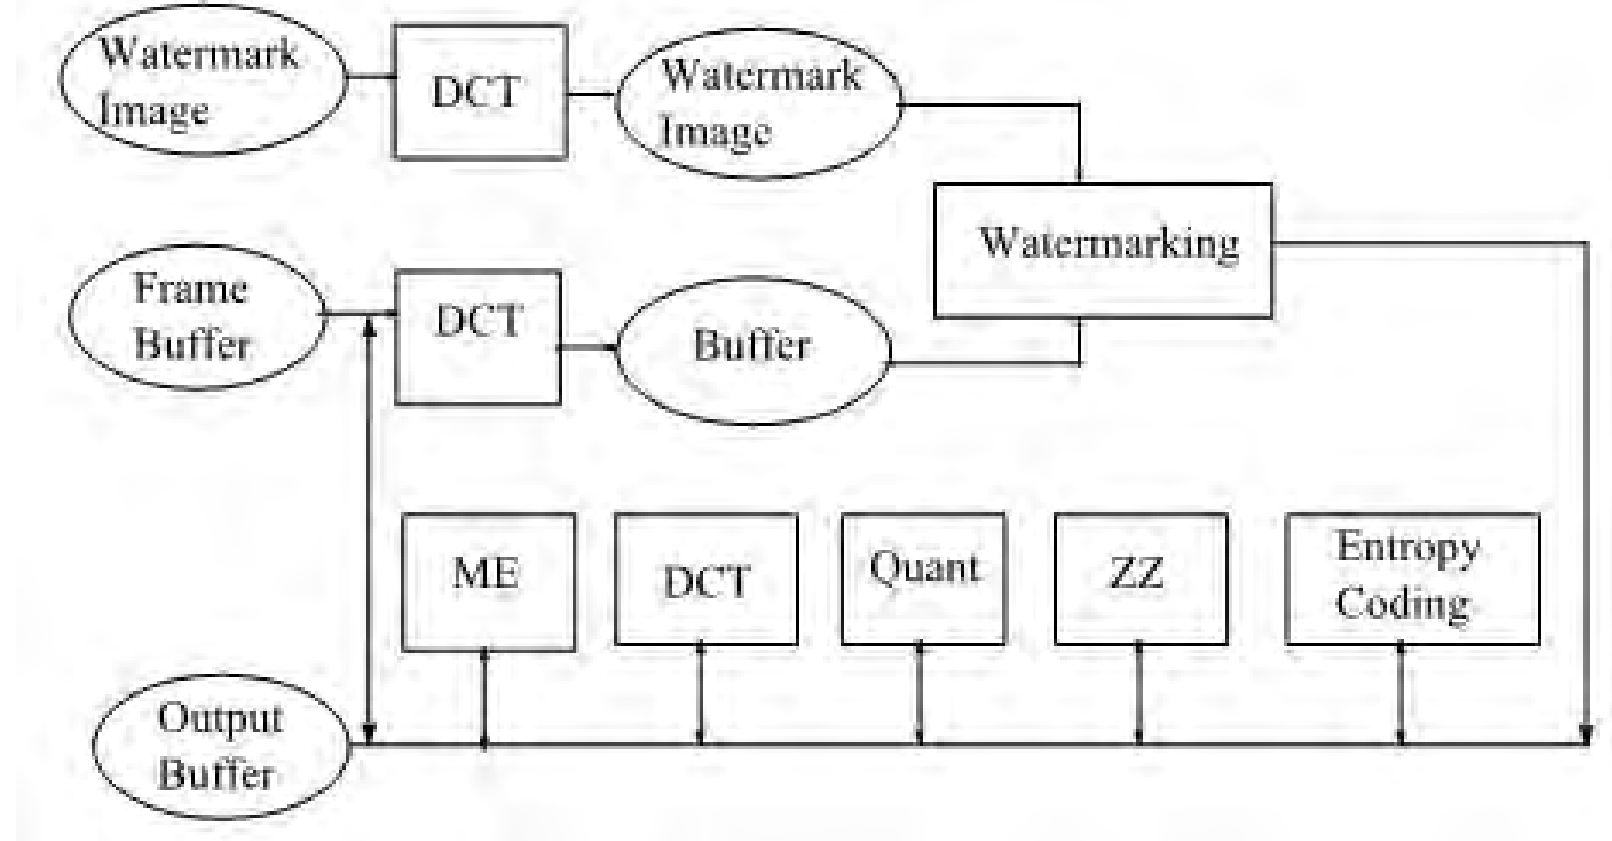 Watermark
Image
DCT
Watermark
Image
Watermarking
Frame
Buffer
DCT
Buffer
ME
DCT
Quant
ZZ
Entropy
Coding
Output
Buffer